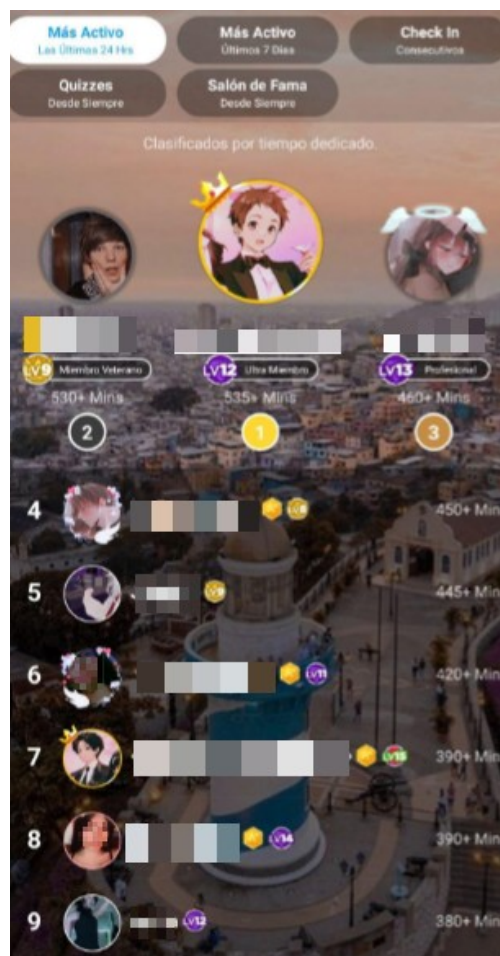 Más Activo
Las Últimas 24 Hrs
Más Activo
Últimos 7 Días
Check In
Consecutivos
Quizzes
Desde Siempre
Salón de Fama
Desde Siempre
Clasificados por tiempo dedicado.
LV9 Miembro Veterano
LV12 Ultra Miembro
LV13 Profesional
530+ Mins
535+ Mins
460+ Mins
2
1
3
4 450+ Min
5 445+ Min
6 LV11 420+ Min
7 LV15 390+ Min
8 LV14 390+ Min
9 LV12 380+ Min